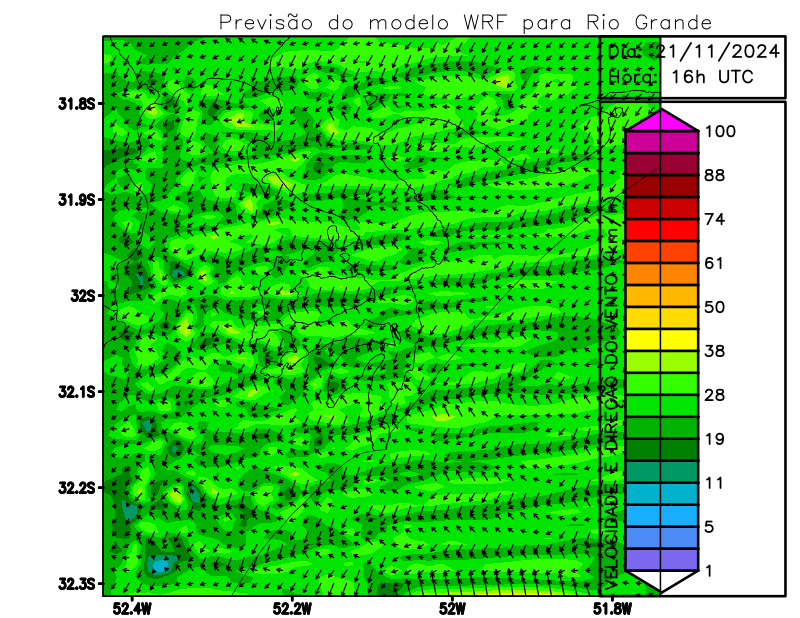 Previsão do modelo WRF para Rio Grande
Dia: 21/11/2024
Hora: 16h UTC
31.8S
31.9S
32S
32.1S
32.2S
32.3S
52.4W
52.2W
52W
51.8W
VELOCIDADE E DIREÇÃO DO VENTO (km/h)
100
88
74
61
50
38
28
19
11
5
1